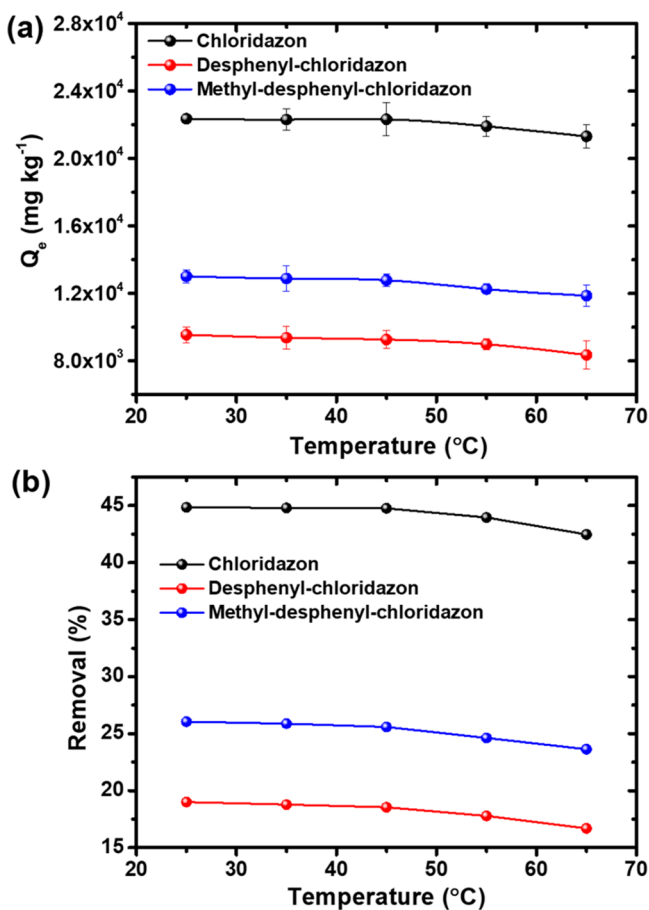 (a)
2.8x10⁴
2.4x10⁴
2.0x10⁴
1.6x10⁴
1.2x10⁴
8.0x10³
Qₑ (mg kg⁻¹)
Chloridazon
Desphenyl-chloridazon
Methyl-desphenyl-chloridazon
20 30 40 50 60 70
Temperature (°C)
(b)
45
40
35
30
25
20
15
Removal (%)
Chloridazon
Desphenyl-chloridazon
Methyl-desphenyl-chloridazon
20 30 40 50 60 70
Temperature (°C)